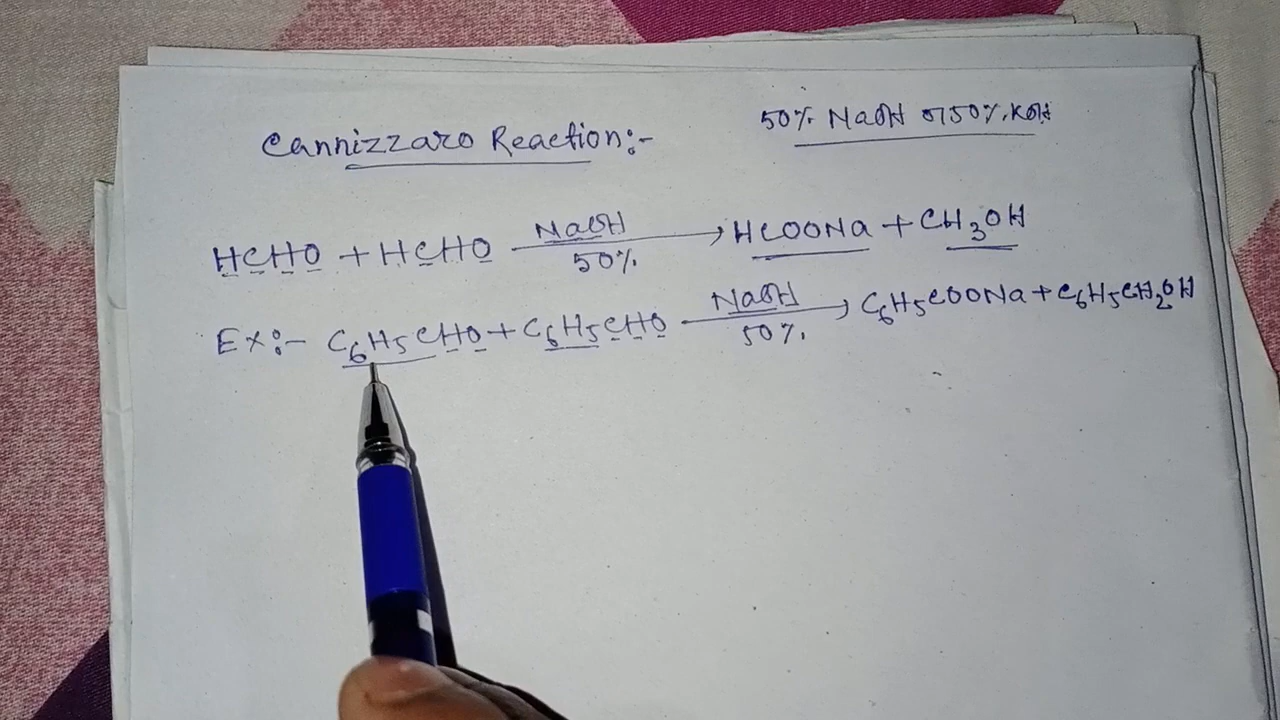 Cannizzaro Reaction:-
50% NaOH or 50% KOH
HCHO + HCHO NaOH 50% → HCOONa + CH₃OH
Ex:- C₆H₅CHO + C₆H₅CHO NaOH 50% → C₆H₅COONa + C₆H₅CH₂OH